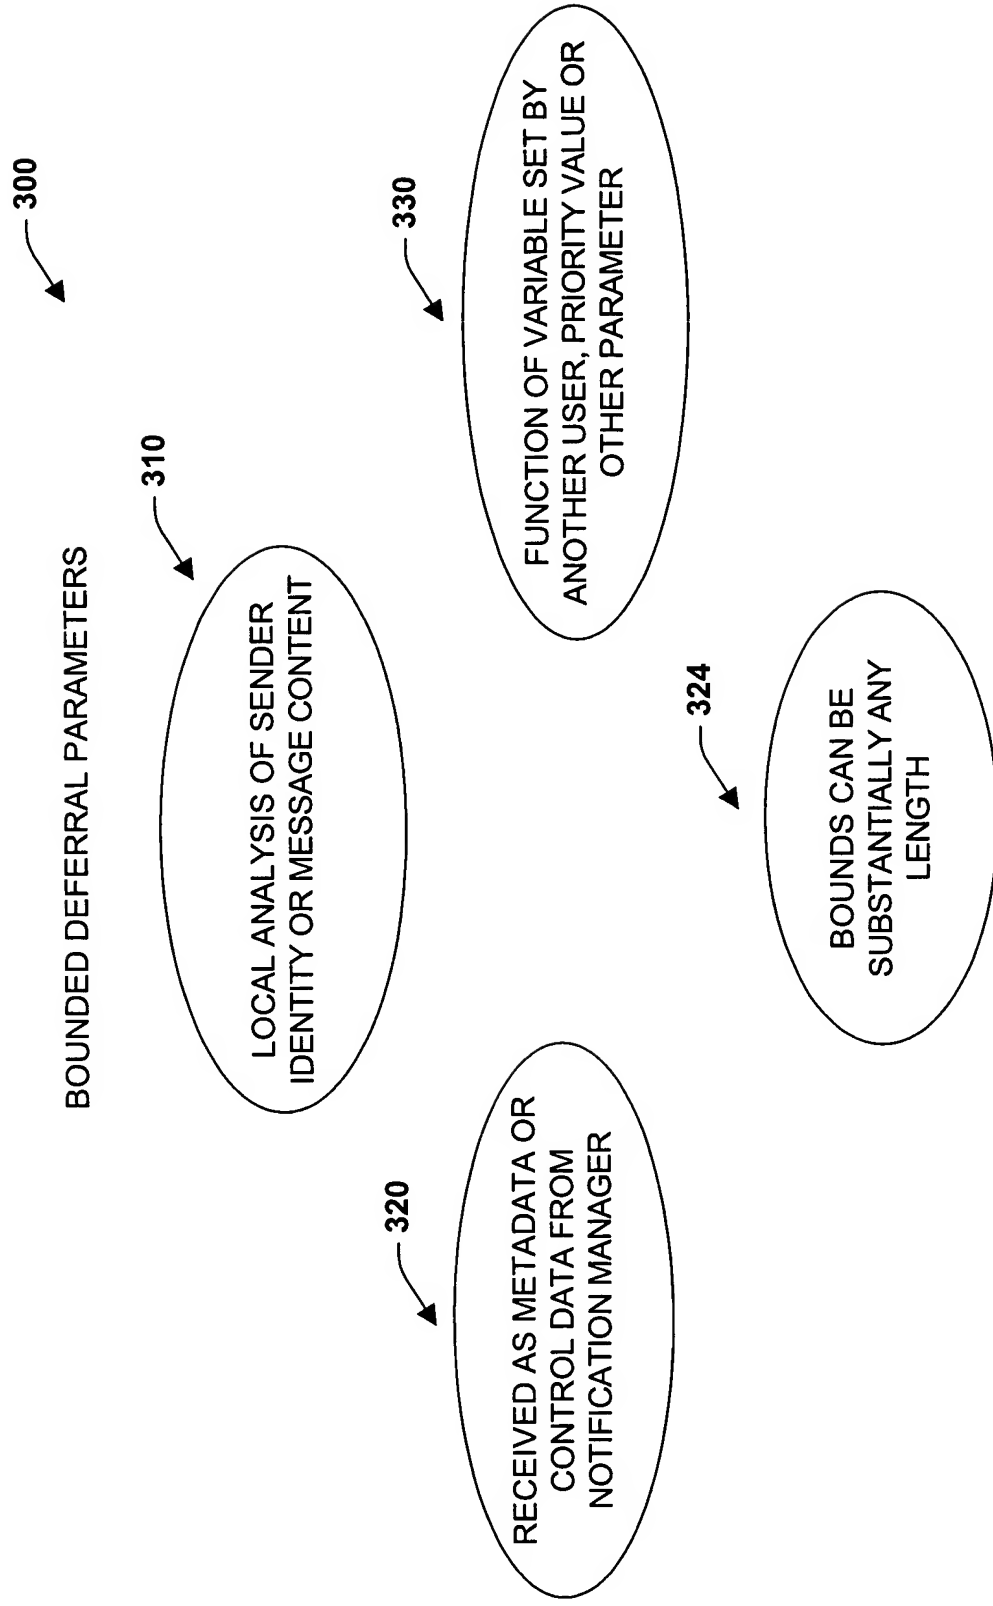 BOUNDED DEFERRAL PARAMETERS
300
310
LOCAL ANALYSIS OF SENDER
IDENTITY OR MESSAGE CONTENT
320
RECEIVED AS METADATA OR
CONTROL DATA FROM
NOTIFICATION MANAGER
330
FUNCTION OF VARIABLE SET BY
ANOTHER USER, PRIORITY VALUE OR
OTHER PARAMETER
324
BOUNDS CAN BE
SUBSTANTIALLY ANY
LENGTH